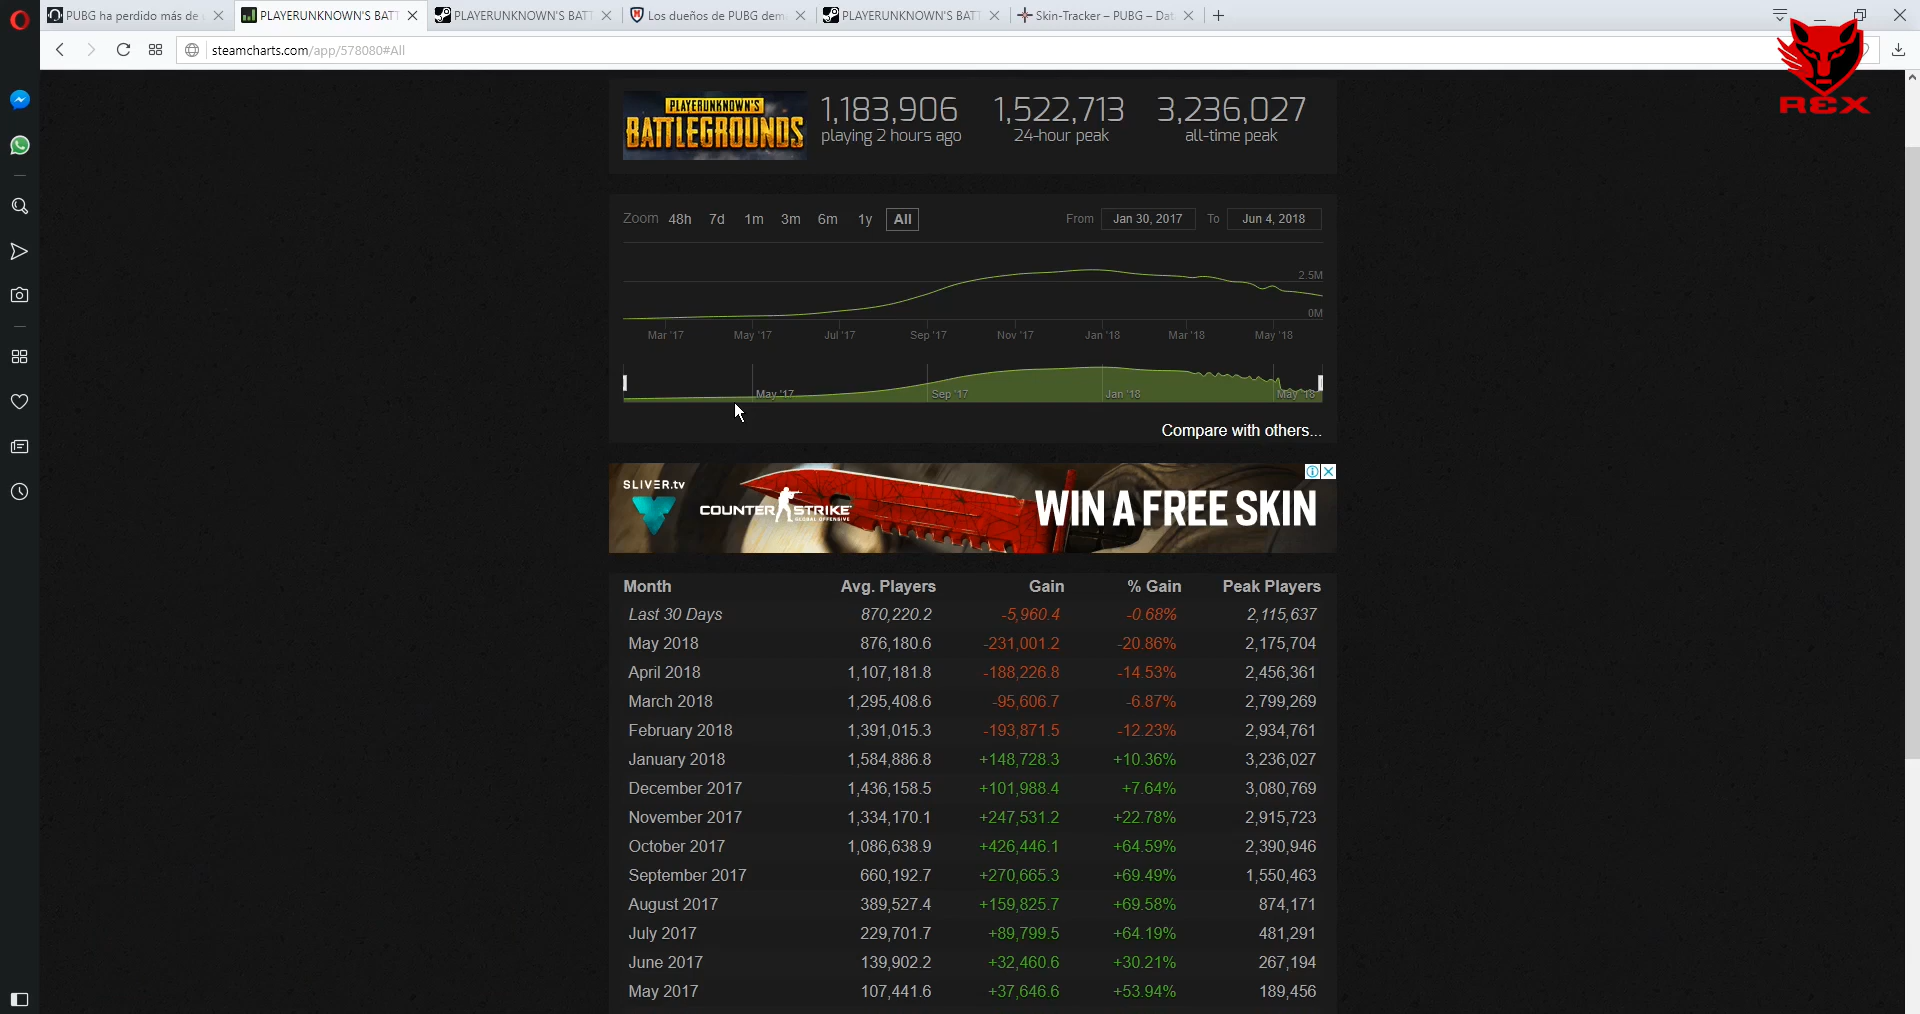 PUBG ha perdido más de
PLAYERUNKNOWN'S BATT
PLAYERUNKNOWN'S BATT
Los dueños de PUBG dem
PLAYERUNKNOWN'S BATT
Skin-Tracker – PUBG – Dat
steamcharts.com/app/578080#All
REX
PLAYERUNKNOWN'S
BATTLEGROUNDS
1,183,906 1,522,713 3,236,027
playing 2 hours ago 24-hour peak all-time peak
Zoom 48h 7d 1m 3m 6m 1y All From Jan 30, 2017 To Jun 4, 2018
2.5M
0M
Mar '17 May '17 Jul '17 Sep '17 Nov '17 Jan '18 Mar '18 May '18
May '17 Sep '17 Jan '18 May '18
Compare with others...
SLIVER.tv
COUNTER STRIKE
GLOBAL OFFENSIVE
WIN A FREE SKIN
Month Avg. Players Gain % Gain Peak Players
Last 30 Days 870,220.2 -5,960.4 -0.68% 2,115,637
May 2018 876,180.6 -231,001.2 -20.86% 2,175,704
April 2018 1,107,181.8 -188,226.8 -14.53% 2,456,361
March 2018 1,295,408.6 -95,606.7 -6.87% 2,799,269
February 2018 1,391,015.3 -193,871.5 -12.23% 2,934,761
January 2018 1,584,886.8 +148,728.3 +10.36% 3,236,027
December 2017 1,436,158.5 +101,988.4 +7.64% 3,080,769
November 2017 1,334,170.1 +247,531.2 +22.78% 2,915,723
October 2017 1,086,638.9 +426,446.1 +64.59% 2,390,946
September 2017 660,192.7 +270,665.3 +69.49% 1,550,463
August 2017 389,527.4 +159,825.7 +69.58% 874,171
July 2017 229,701.7 +89,799.5 +64.19% 481,291
June 2017 139,902.2 +32,460.6 +30.21% 267,194
May 2017 107,441.6 +37,646.6 +53.94% 189,456